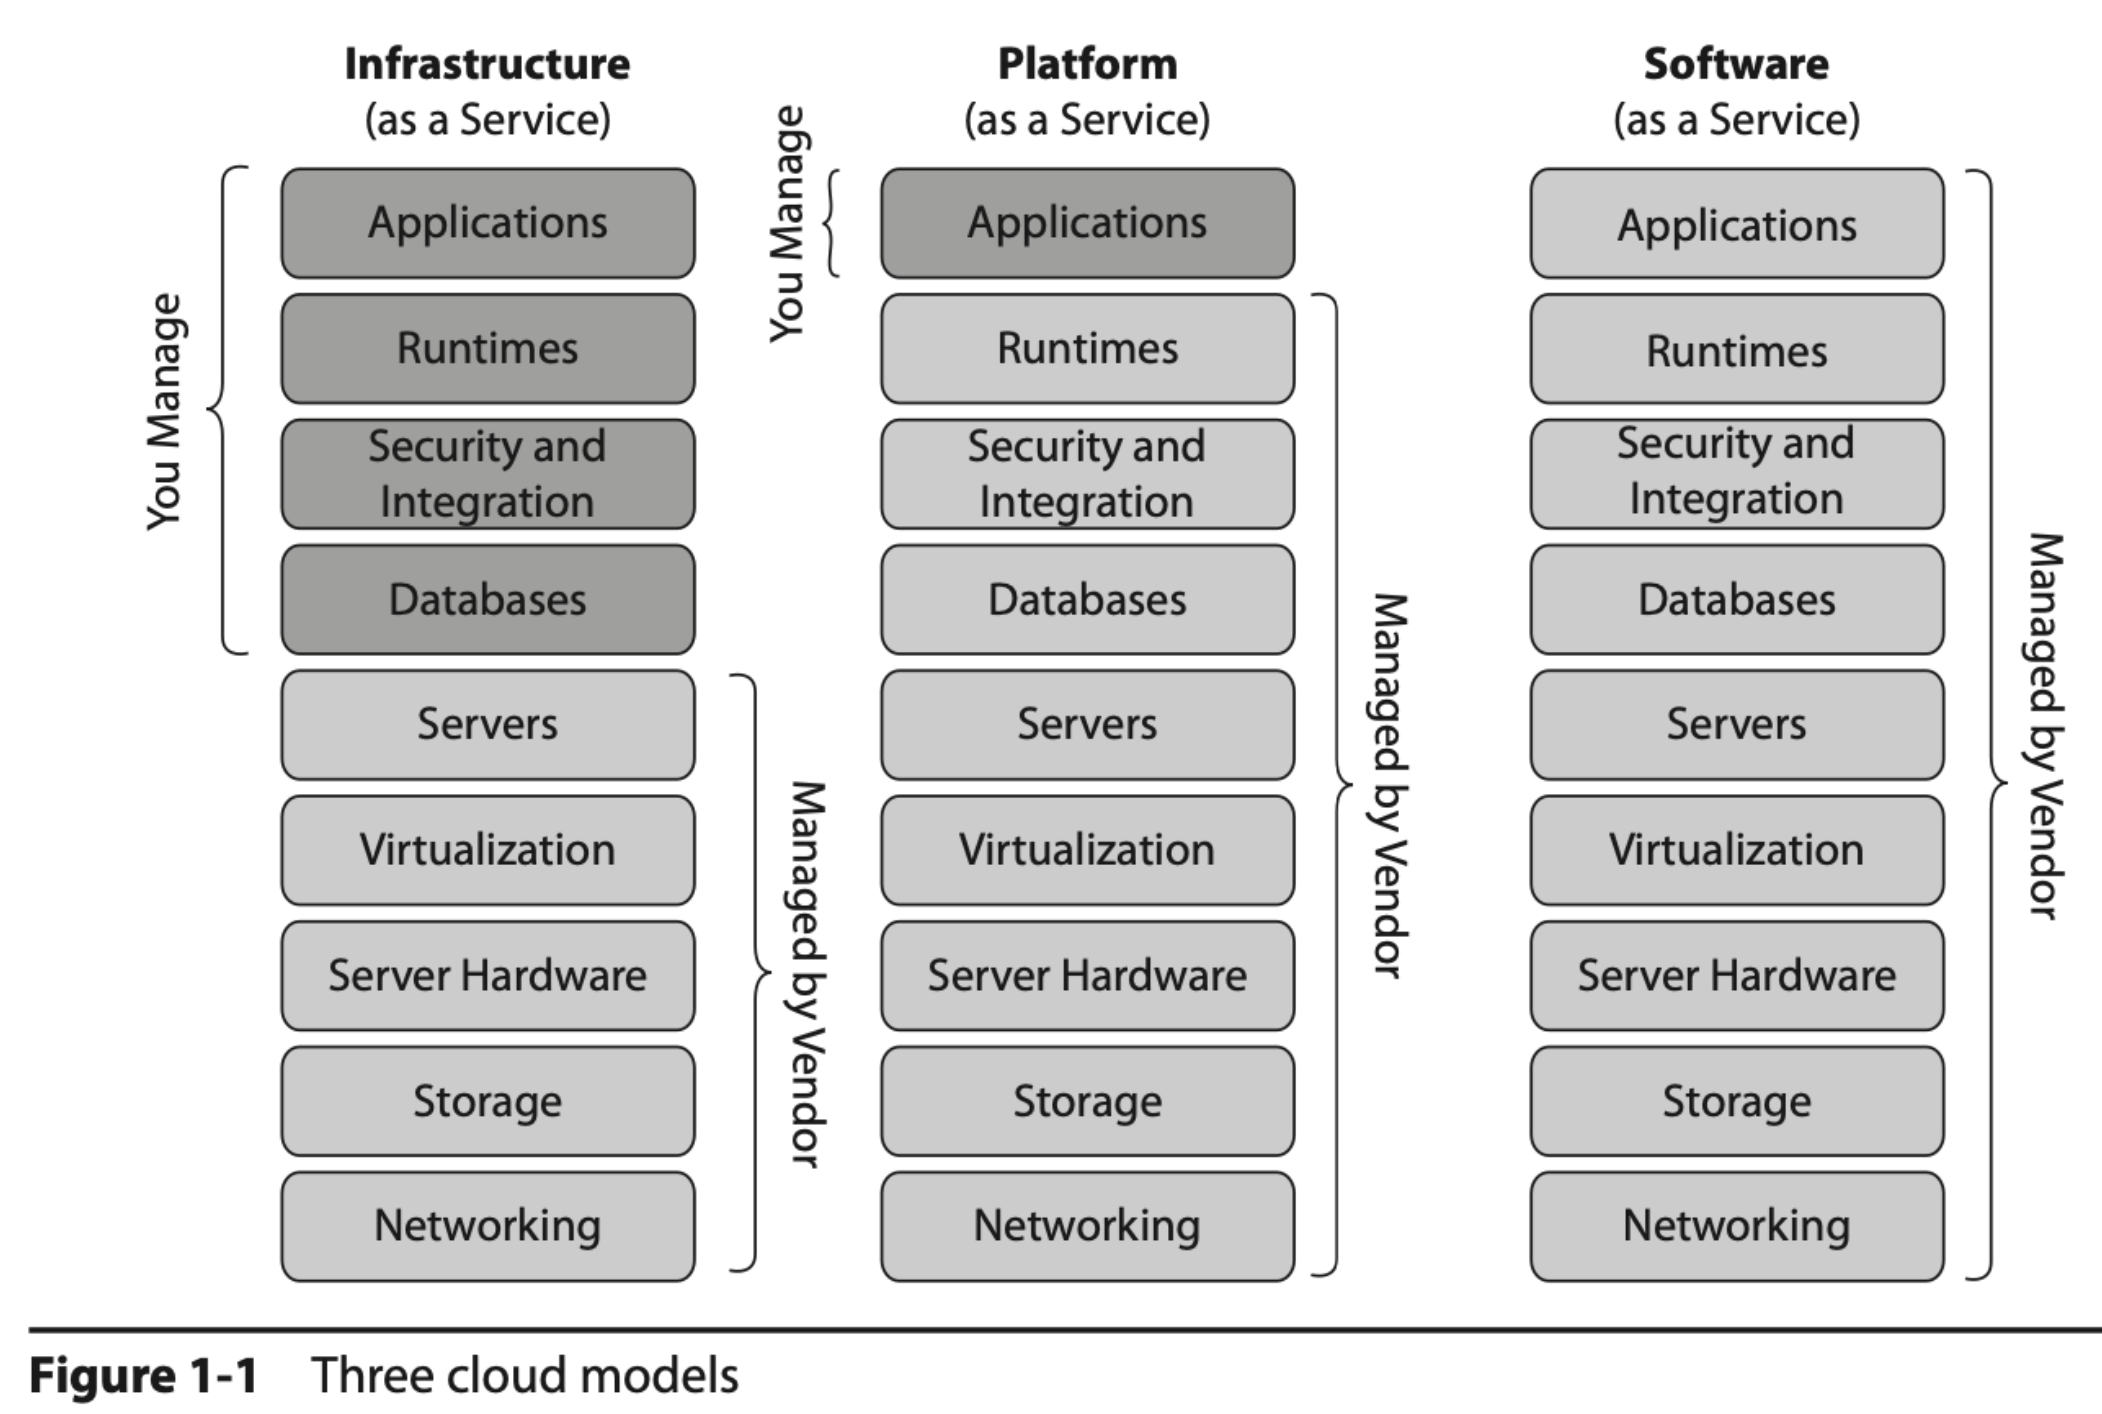 Infrastructure
(as a Service)
You Manage
Applications
Runtimes
Security and
Integration
Databases
Servers
Virtualization
Server Hardware
Storage
Networking
Managed by Vendor
Platform
(as a Service)
You Manage
Applications
Runtimes
Security and
Integration
Databases
Servers
Virtualization
Server Hardware
Storage
Networking
Managed by Vendor
Software
(as a Service)
Applications
Runtimes
Security and
Integration
Databases
Servers
Virtualization
Server Hardware
Storage
Networking
Managed by Vendor
Figure 1-1 Three cloud models